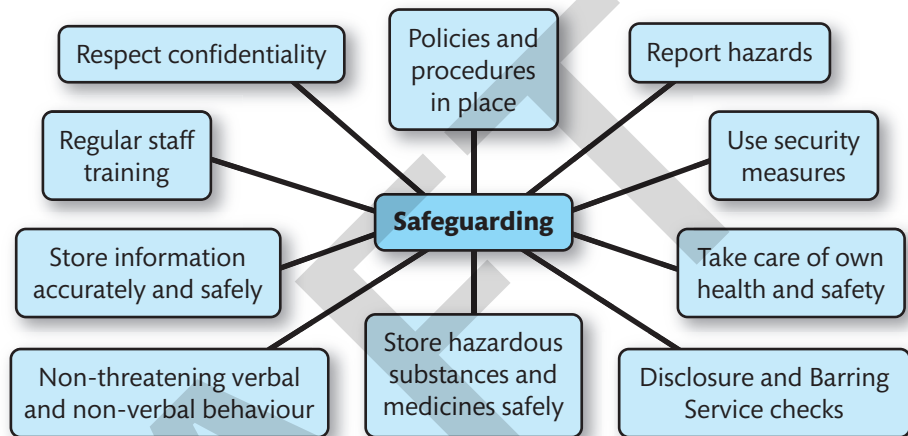 Respect confidentiality
Policies and
procedures
in place
Report hazards
Regular staff
training
Use security
measures
Safeguarding
Store information
accurately and safely
Take care of own
health and safety
Non-threatening verbal
and non-verbal behaviour
Store hazardous
substances and
medicines safely
Disclosure and Barring
Service checks